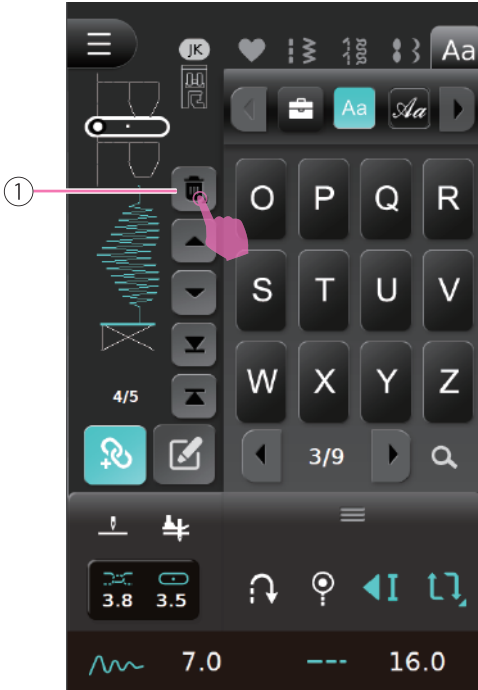 JK
Aa
Aa
Aa
1
O P Q R
S T U V
W X Y Z
4/5
3/9
3.8 3.5
7.0 16.0